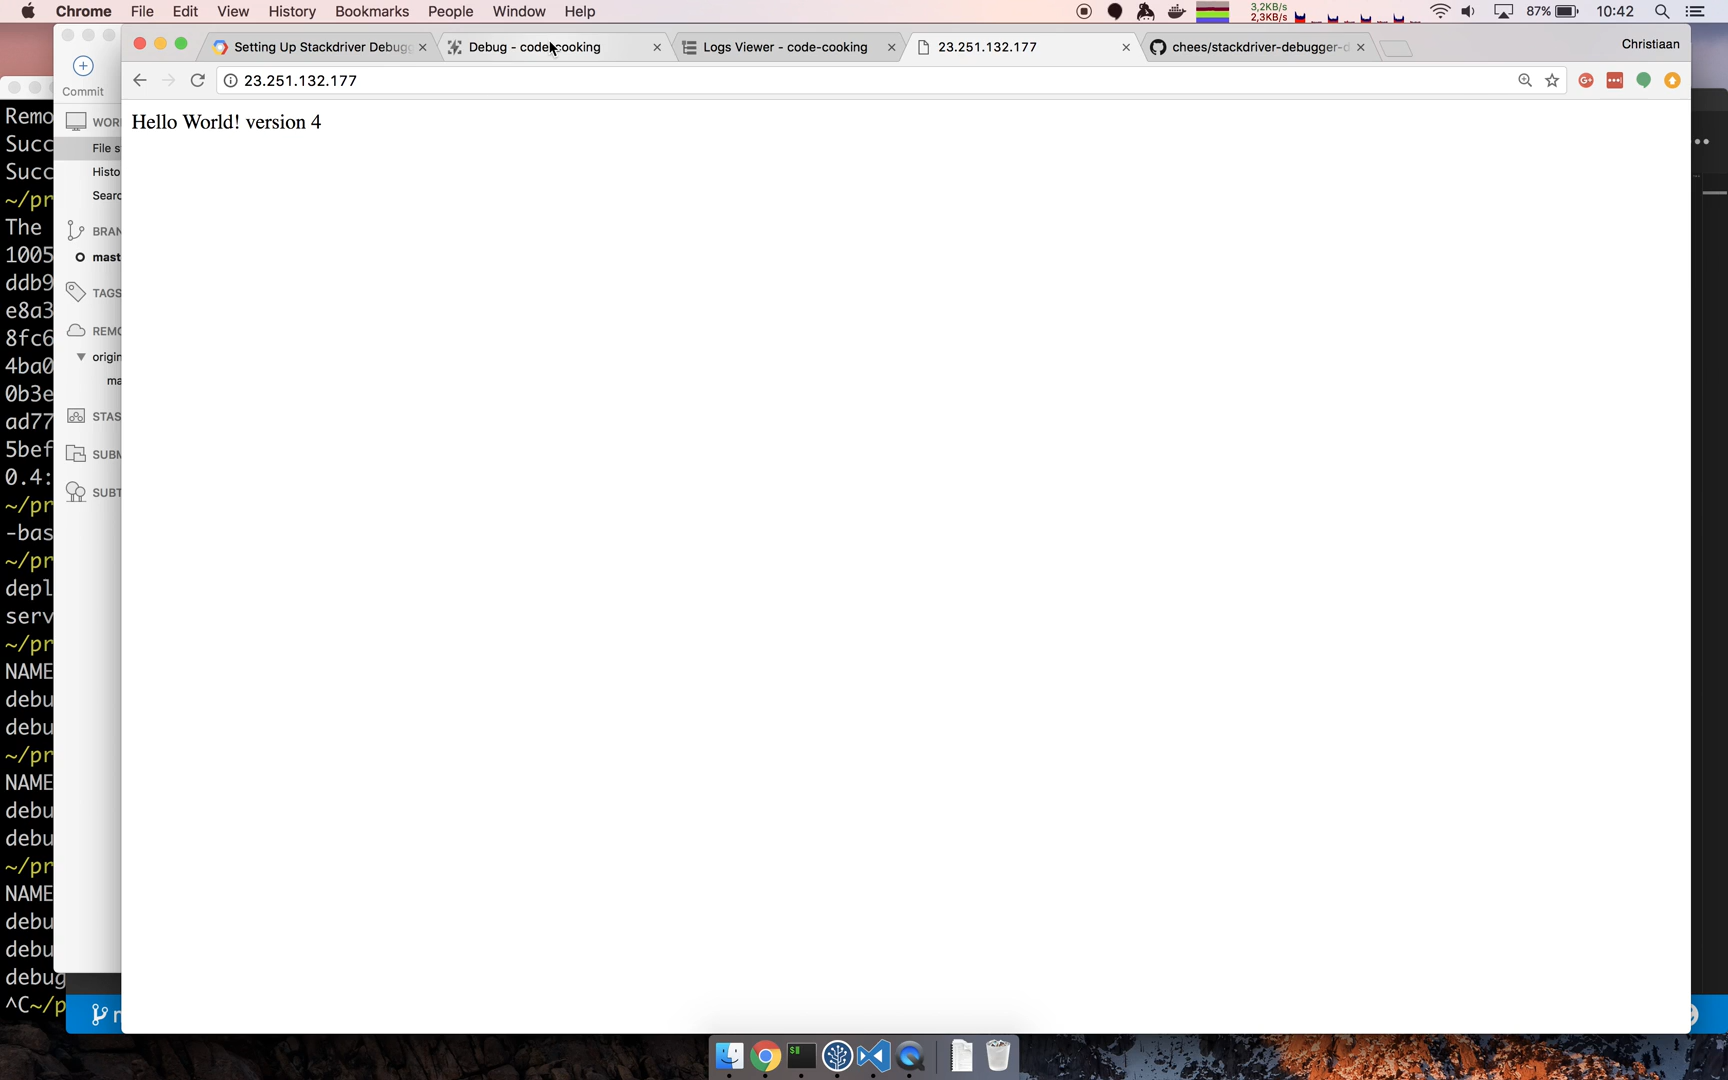 Chrome File Edit View History Bookmarks People Window Help
3,2KB/s
2,3KB/s
87% 10:42
Setting Up Stackdriver Debugg
Debug - code-cooking
Logs Viewer - code-cooking
23.251.132.177
chees/stackdriver-debugger-d
Christiaan
23.251.132.177
Hello World! version 4
Commit
WOR
File s
Histo
Searc
BRAN
mast
TAGS
REMO
origin
ma
STAS
SUBM
SUBT
Remo
Succ
Succ
~/pr
The
1005
ddb9
e8a3
8fc6
4ba0
0b3e
ad77
5bef
0.4:
~/pr
-bas
~/pr
depl
serv
~/pr
NAME
debu
debu
~/pr
NAME
debu
debu
~/pr
NAME
debu
debu
debug
^C~/p